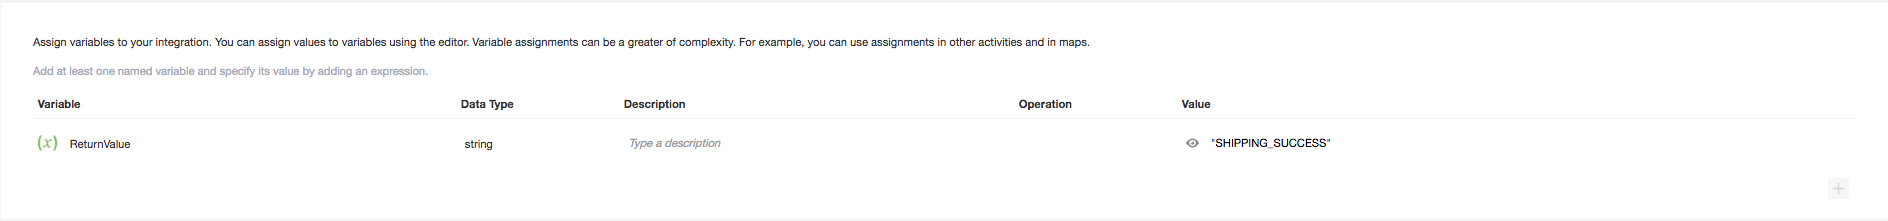 Assign variables to your integration. You can assign values to variables using the editor. Variable assignments can be a greater of complexity. For example, you can use assignments in other activities and in maps.
Add at least one named variable and specify its value by adding an expression.
Variable Data Type Description Operation Value
(x) ReturnValue string Type a description "SHIPPING_SUCCESS"
+